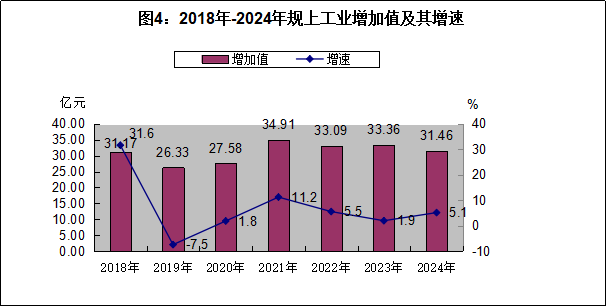 图4：2018年-2024年规上工业增加值及其增速
增加值 增速
亿元 %
40.00 35.00 30.00 25.00 20.00 15.00 10.00 5.00 0.00
40 30 20 10 0 -10
31.17 26.33 27.58 34.91 33.09 33.36 31.46
31.6 -7.5 1.8 11.2 5.5 1.9 5.1
2018年 2019年 2020年 2021年 2022年 2023年 2024年